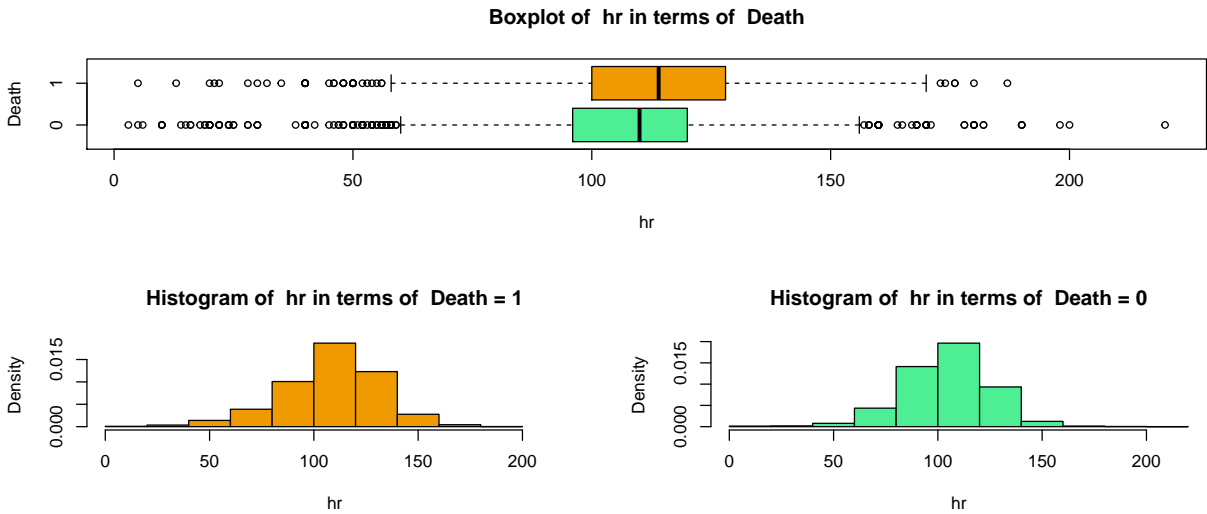 Boxplot of hr in terms of Death
Death
1
0
0 50 100 150 200
hr
Histogram of hr in terms of Death = 1
Density
0.015
0.000
0 50 100 150 200
hr
Histogram of hr in terms of Death = 0
Density
0.015
0.000
0 50 100 150 200
hr